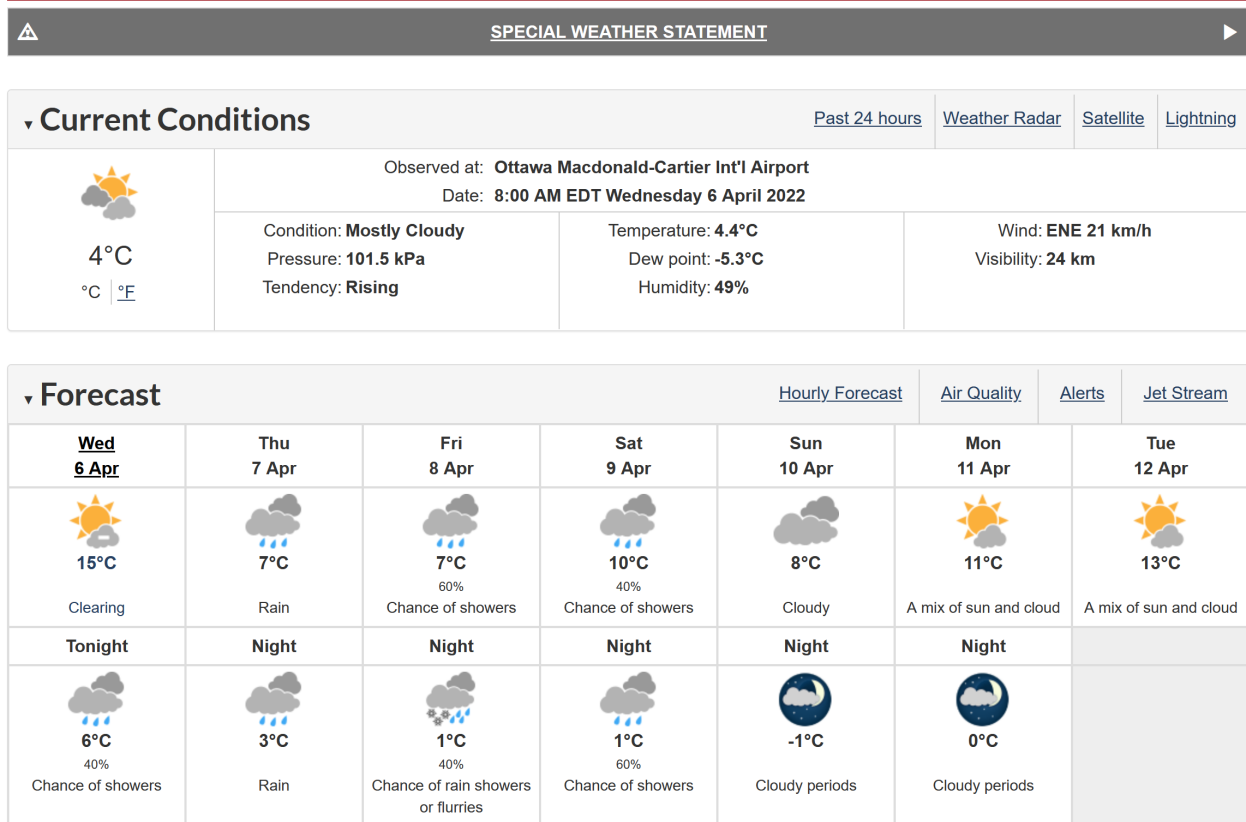 SPECIAL WEATHER STATEMENT
Current Conditions
Past 24 hours
Weather Radar
Satellite
Lightning
4°C
°C
°F
Observed at: Ottawa Macdonald-Cartier Int'l Airport
Date: 8:00 AM EDT Wednesday 6 April 2022
Condition: Mostly Cloudy
Pressure: 101.5 kPa
Tendency: Rising
Temperature: 4.4°C
Dew point: -5.3°C
Humidity: 49%
Wind: ENE 21 km/h
Visibility: 24 km
Forecast
Hourly Forecast
Air Quality
Alerts
Jet Stream
Wed
6 Apr
15°C
Clearing
Thu
7 Apr
7°C
Rain
Fri
8 Apr
7°C
60%
Chance of showers
Sat
9 Apr
10°C
40%
Chance of showers
Sun
10 Apr
8°C
Cloudy
Mon
11 Apr
11°C
A mix of sun and cloud
Tue
12 Apr
13°C
A mix of sun and cloud
Tonight
6°C
40%
Chance of showers
Night
3°C
Rain
Night
1°C
40%
Chance of rain showers
or flurries
Night
1°C
60%
Chance of showers
Night
-1°C
Cloudy periods
Night
0°C
Cloudy periods